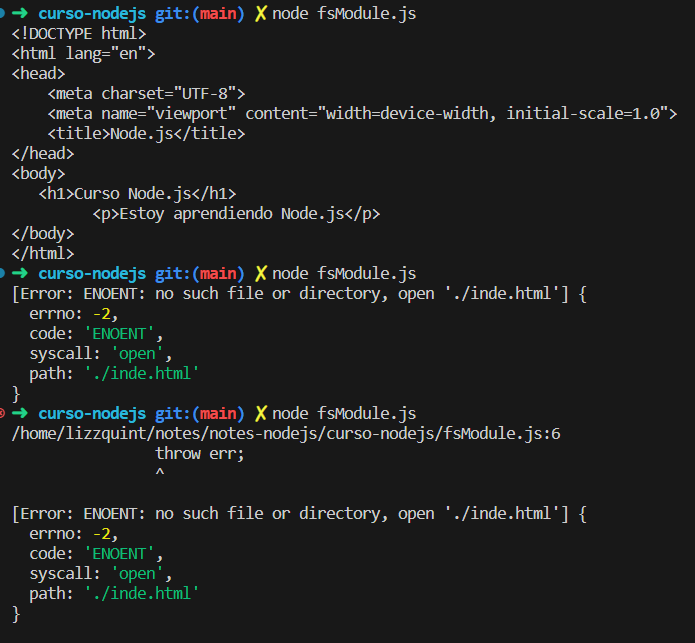 ➜ curso-nodejs git:(main) ✗ node fsModule.js
<!DOCTYPE html>
<html lang="en">
<head>
    <meta charset="UTF-8">
    <meta name="viewport" content="width=device-width, initial-scale=1.0">
    <title>Node.js</title>
</head>
<body>
   <h1>Curso Node.js</h1>
         <p>Estoy aprendiendo Node.js</p>
</body>
</html>
➜ curso-nodejs git:(main) ✗ node fsModule.js
[Error: ENOENT: no such file or directory, open './inde.html'] {
  errno: -2,
  code: 'ENOENT',
  syscall: 'open',
  path: './inde.html'
}
➜ curso-nodejs git:(main) ✗ node fsModule.js
/home/lizzquint/notes/notes-nodejs/curso-nodejs/fsModule.js:6
                throw err;
                ^

[Error: ENOENT: no such file or directory, open './inde.html'] {
  errno: -2,
  code: 'ENOENT',
  syscall: 'open',
  path: './inde.html'
}